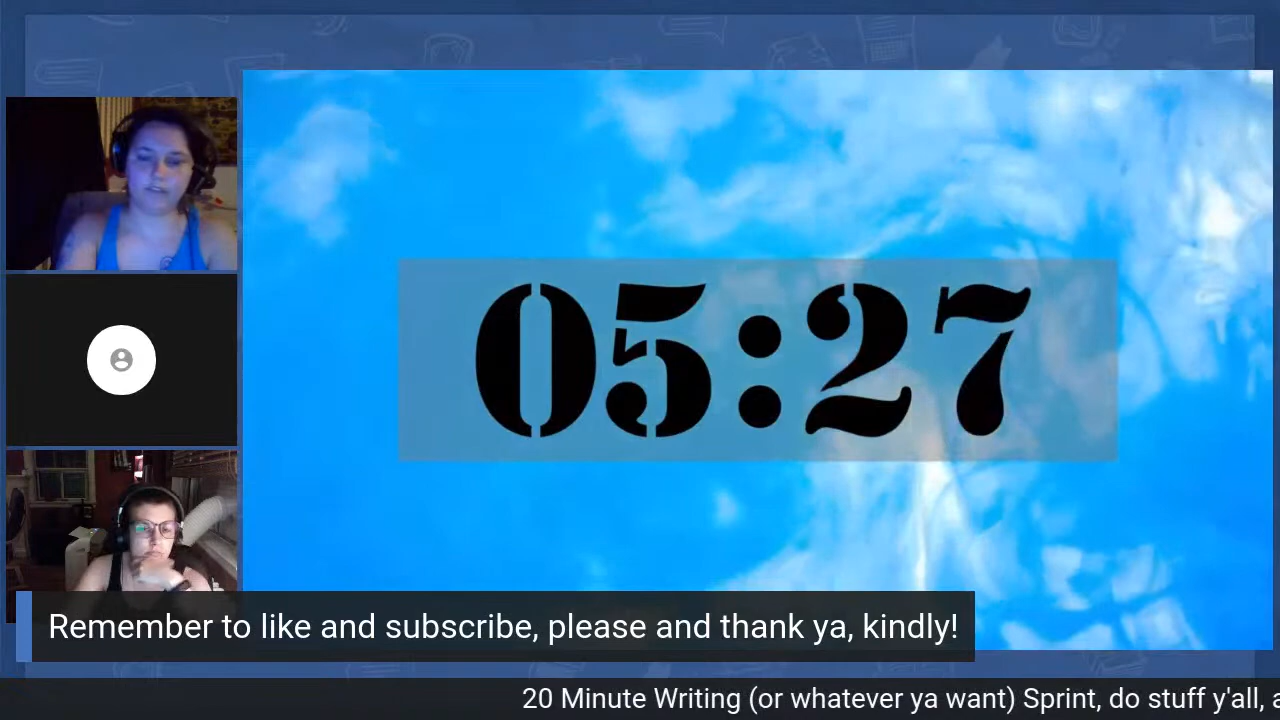 05:27
Remember to like and subscribe, please and thank ya, kindly!
20 Minute Writing (or whatever ya want) Sprint, do stuff y'all, a